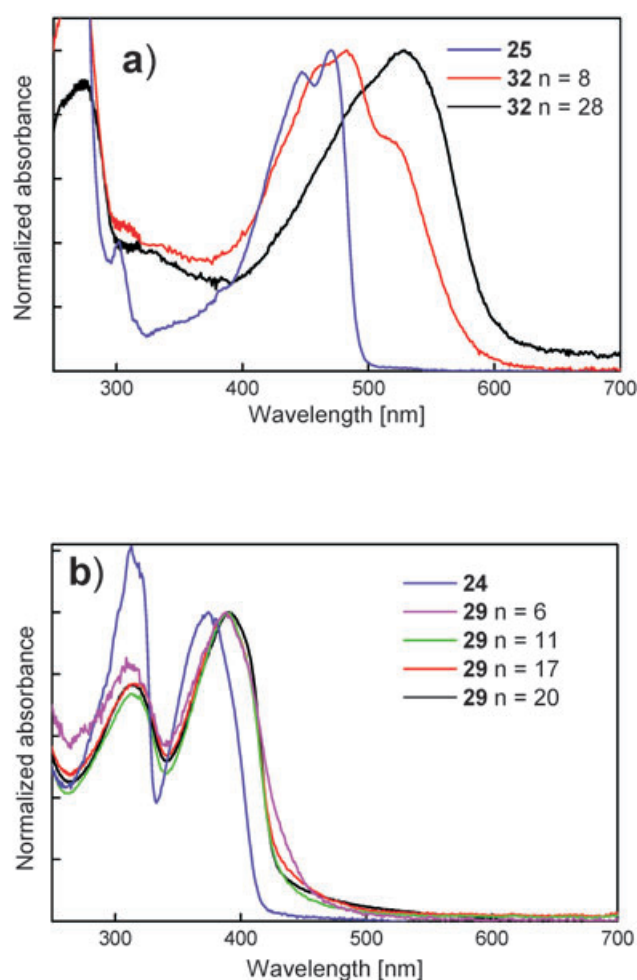 a)
25
32 n = 8
32 n = 28
Normalized absorbance
300 400 500 600 700
Wavelength [nm]
b)
24
29 n = 6
29 n = 11
29 n = 17
29 n = 20
Normalized absorbance
300 400 500 600 700
Wavelength [nm]